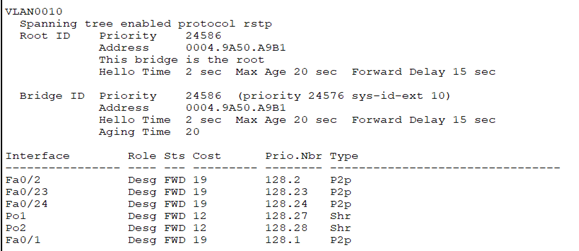 VLAN0010
Spanning tree enabled protocol rstp
Root ID Priority 24586
Address 0004.9A50.A9B1
This bridge is the root
Hello Time 2 sec Max Age 20 sec Forward Delay 15 sec
Bridge ID Priority 24586 (priority 24576 sys-id-ext 10)
Address 0004.9A50.A9B1
Hello Time 2 sec Max Age 20 sec Forward Delay 15 sec
Aging Time 20
Interface Role Sts Cost Prio.Nbr Type
---------------- ---- --- --------- -------- --------------------------------
Fa0/2 Desg FWD 19 128.2 P2p
Fa0/23 Desg FWD 19 128.23 P2p
Fa0/24 Desg FWD 19 128.24 P2p
Po1 Desg FWD 12 128.27 Shr
Po2 Desg FWD 12 128.28 Shr
Fa0/1 Desg FWD 19 128.1 P2p